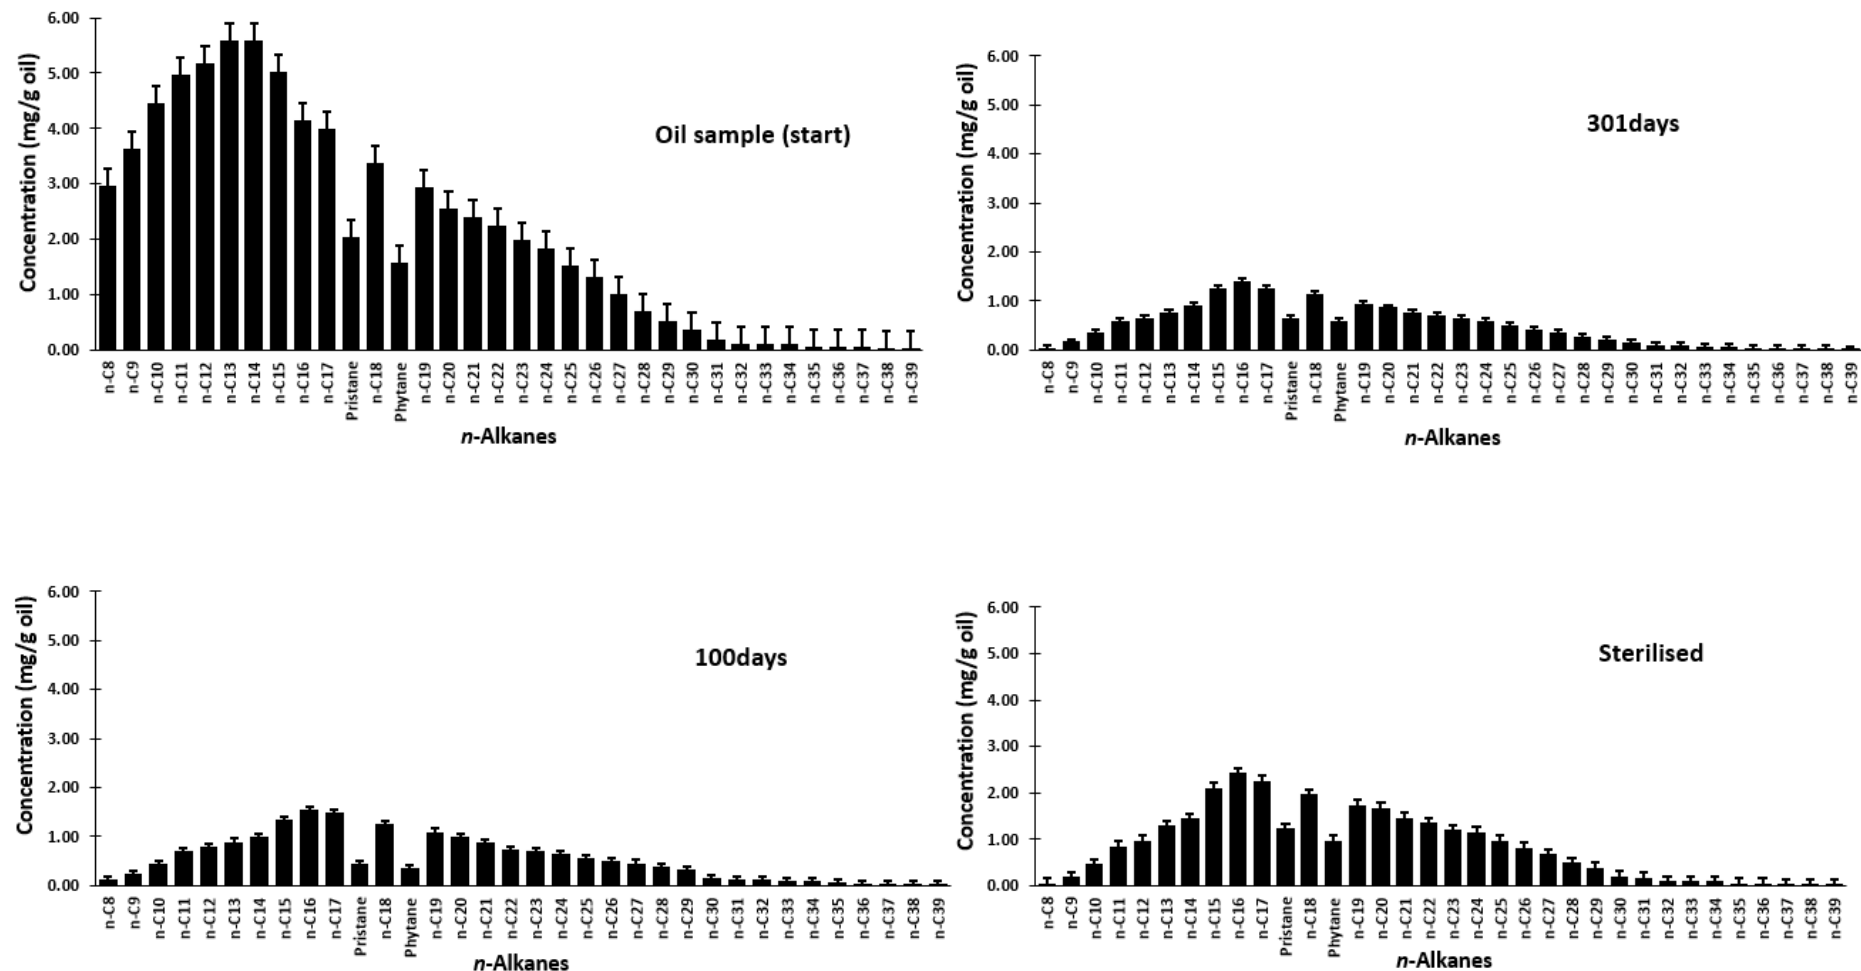 Oil sample (start)
Concentration (mg/g oil)
6.00
5.00
4.00
3.00
2.00
1.00
0.00
n-C8
n-C9
n-C10
n-C11
n-C12
n-C13
n-C14
n-C15
n-C16
n-C17
Pristane
n-C18
Phytane
n-C19
n-C20
n-C21
n-C22
n-C23
n-C24
n-C25
n-C26
n-C27
n-C28
n-C29
n-C30
n-C31
n-C32
n-C33
n-C34
n-C35
n-C36
n-C37
n-C38
n-C39
n-Alkanes
301days
Concentration (mg/g oil)
6.00
5.00
4.00
3.00
2.00
1.00
0.00
n-C8
n-C9
n-C10
n-C11
n-C12
n-C13
n-C14
n-C15
n-C16
n-C17
Pristane
n-C18
Phytane
n-C19
n-C20
n-C21
n-C22
n-C23
n-C24
n-C25
n-C26
n-C27
n-C28
n-C29
n-C30
n-C31
n-C32
n-C33
n-C34
n-C35
n-C36
n-C37
n-C38
n-C39
n-Alkanes
100days
Concentration (mg/g oil)
6.00
5.00
4.00
3.00
2.00
1.00
0.00
n-C8
n-C9
n-C10
n-C11
n-C12
n-C13
n-C14
n-C15
n-C16
n-C17
Pristane
n-C18
Phytane
n-C19
n-C20
n-C21
n-C22
n-C23
n-C24
n-C25
n-C26
n-C27
n-C28
n-C29
n-C30
n-C31
n-C32
n-C33
n-C34
n-C35
n-C36
n-C37
n-C38
n-C39
n-Alkanes
Sterilised
Concentration (mg/g oil)
6.00
5.00
4.00
3.00
2.00
1.00
0.00
n-C8
n-C9
n-C10
n-C11
n-C12
n-C13
n-C14
n-C15
n-C16
n-C17
Pristane
n-C18
Phytane
n-C19
n-C20
n-C21
n-C22
n-C23
n-C24
n-C25
n-C26
n-C27
n-C28
n-C29
n-C30
n-C31
n-C32
n-C33
n-C34
n-C35
n-C36
n-C37
n-C38
n-C39
n-Alkanes